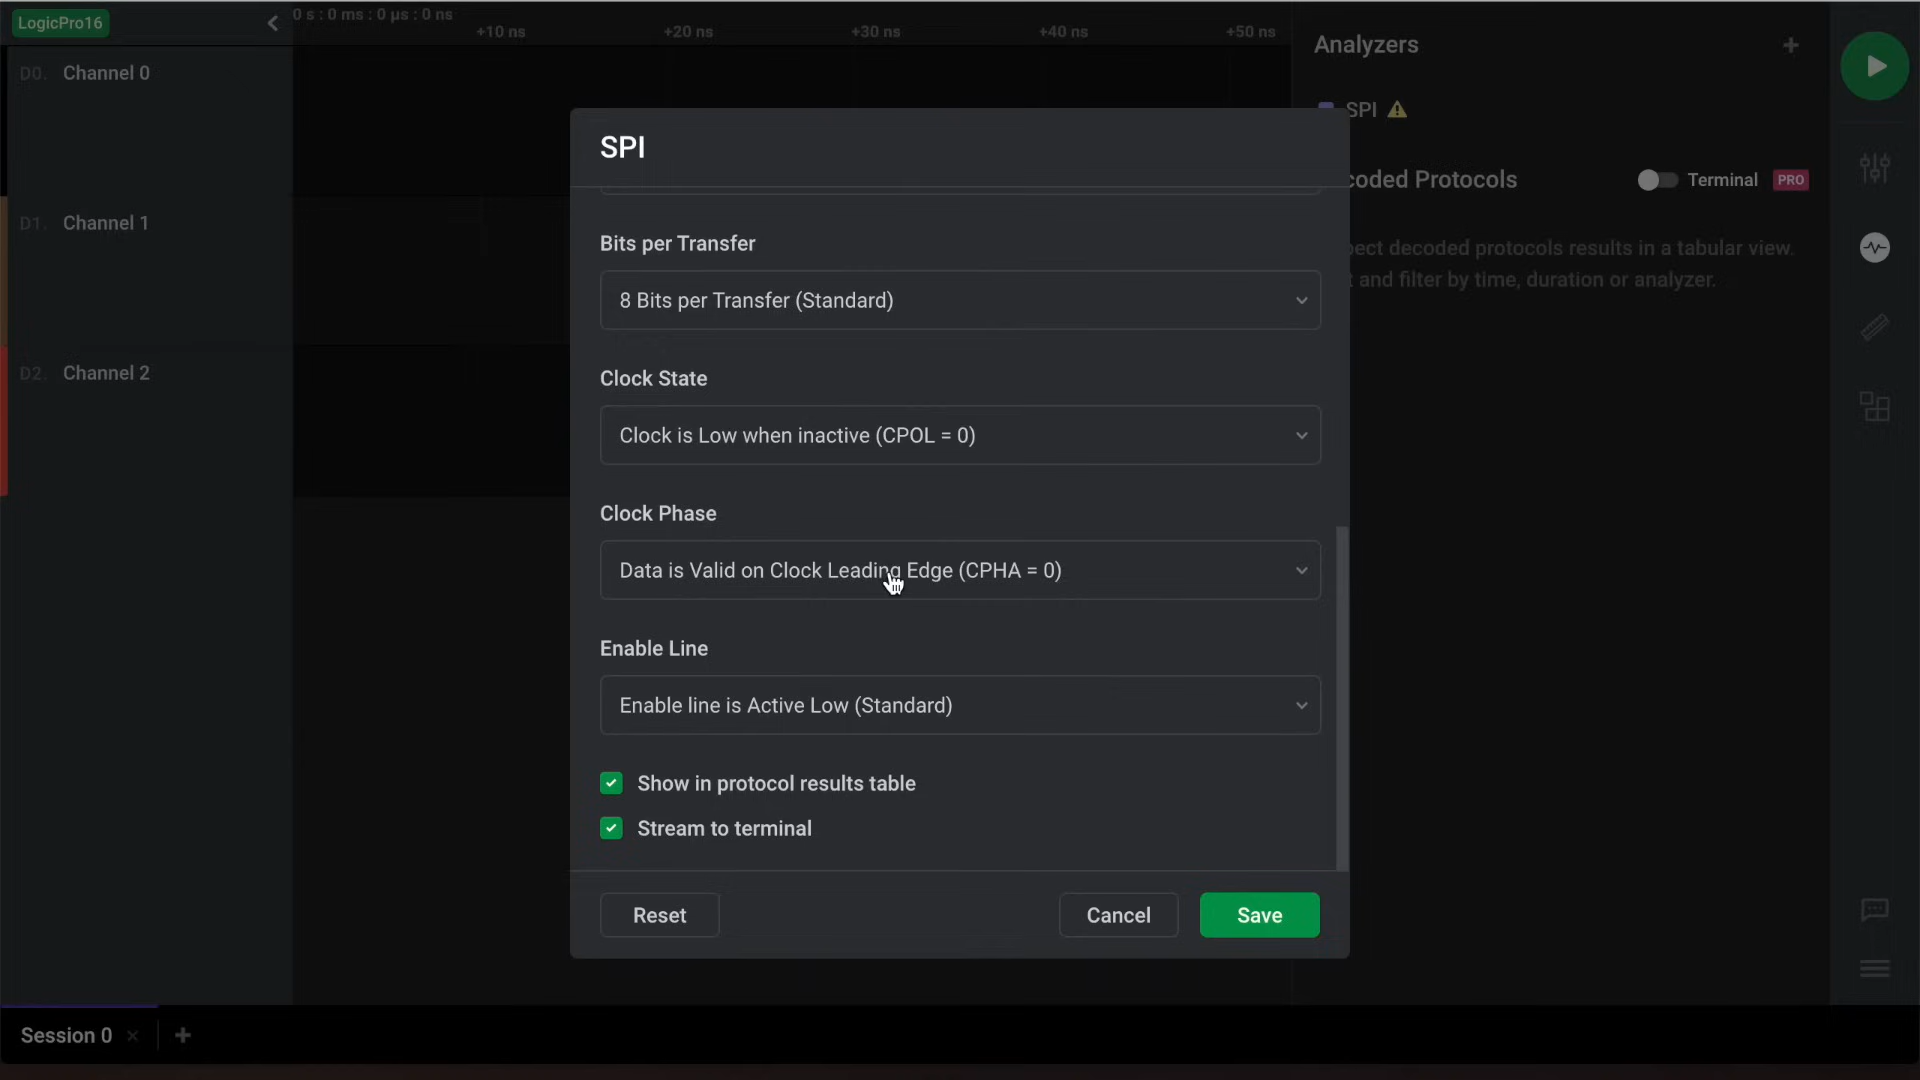 LogicPro16
0 s : 0 ms : 0 µs : 0 ns
+10 ns
+20 ns
+30 ns
+40 ns
+50 ns
D0. Channel 0
D1. Channel 1
D2. Channel 2
SPI
Bits per Transfer
8 Bits per Transfer (Standard)
Clock State
Clock is Low when inactive (CPOL = 0)
Clock Phase
Data is Valid on Clock Leading Edge (CPHA = 0)
Enable Line
Enable line is Active Low (Standard)
Show in protocol results table
Stream to terminal
Reset
Cancel
Save
Analyzers
SPI
coded Protocols
Terminal
PRO
pect decoded protocols results in a tabular view.
t and filter by time, duration or analyzer.
Session 0